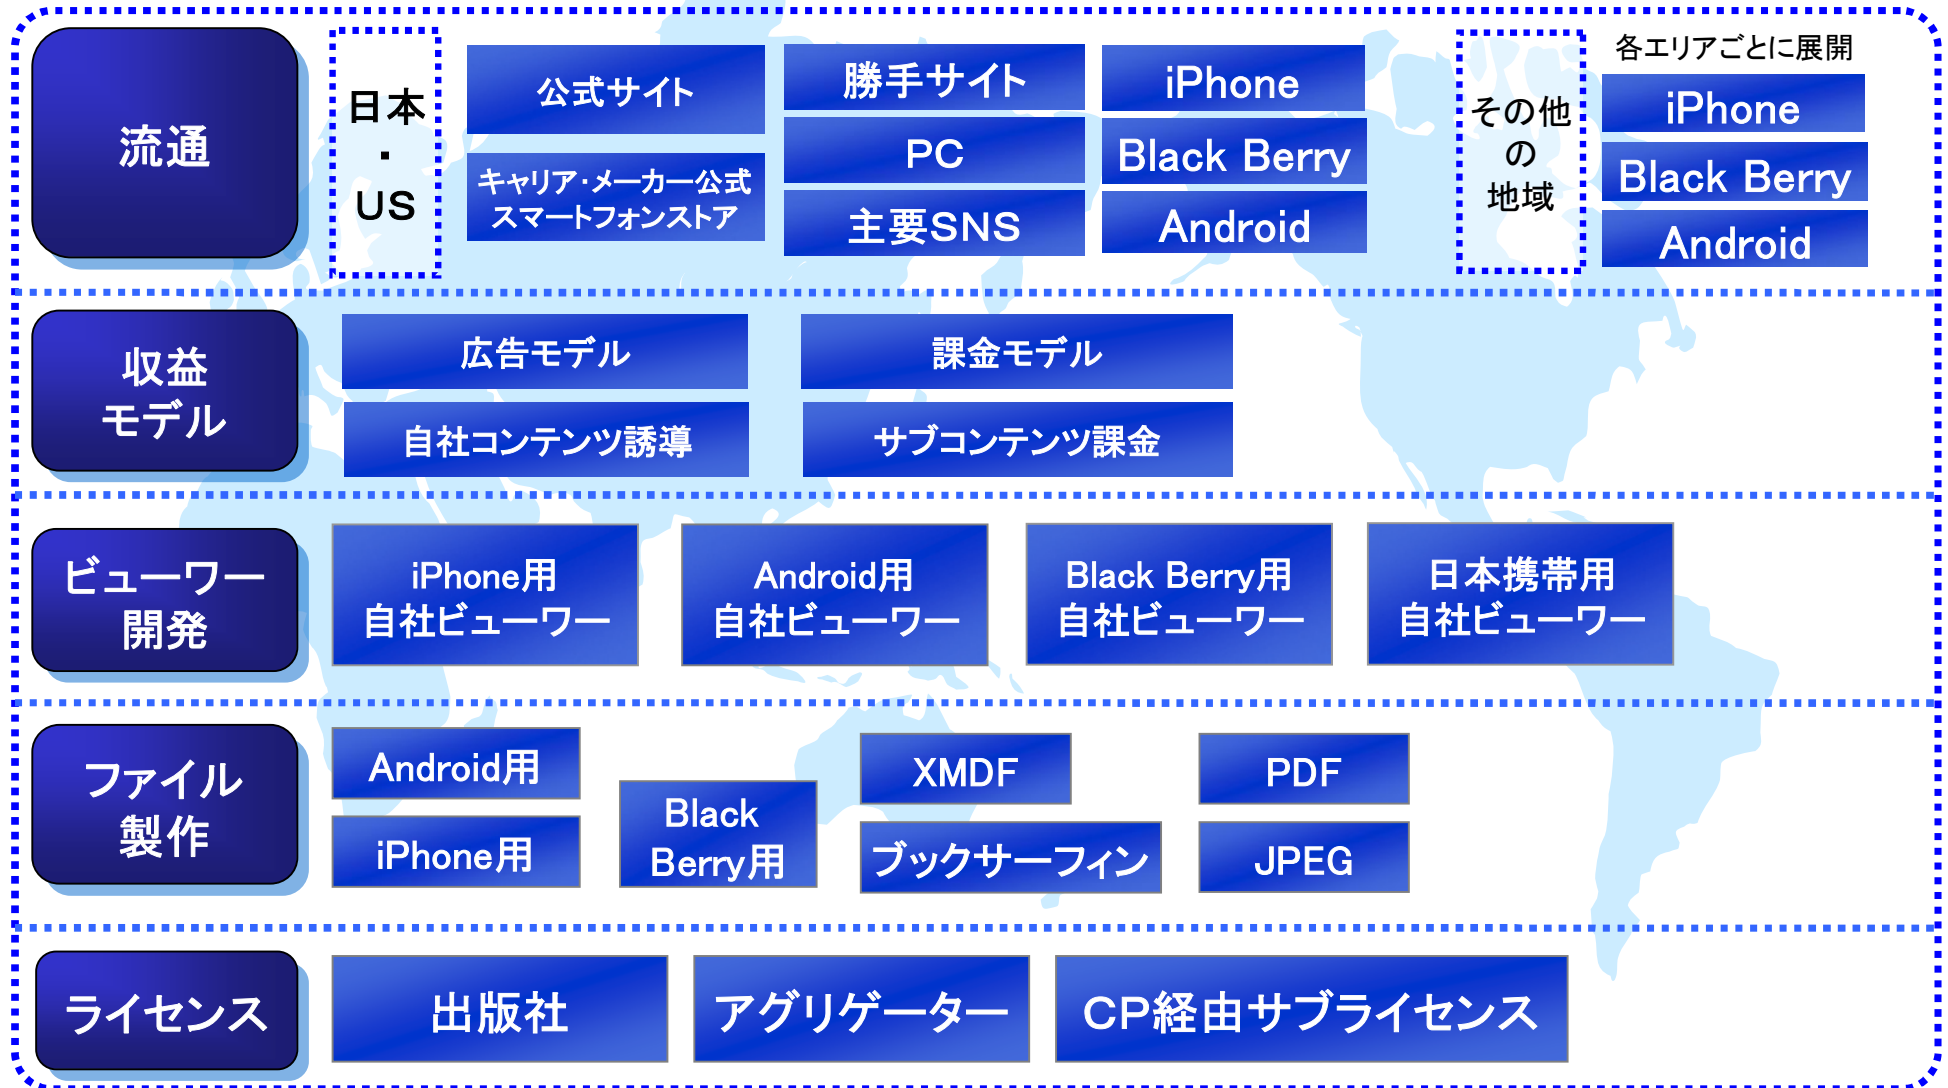 流通
日本
・
US
公式サイト
キャリア・メーカー公式
スマートフォンストア
勝手サイト
PC
主要SNS
iPhone
Black Berry
Android
その他
の
地域
各エリアごとに展開
iPhone
Black Berry
Android
収益
モデル
広告モデル
課金モデル
自社コンテンツ誘導
サブコンテンツ課金
ビューワー
開発
iPhone用
自社ビューワー
Android用
自社ビューワー
Black Berry用
自社ビューワー
日本携帯用
自社ビューワー
ファイル
製作
Android用
iPhone用
Black
Berry用
XMDF
ブックサーフィン
PDF
JPEG
ライセンス
出版社
アグリゲーター
CP経由サブライセンス